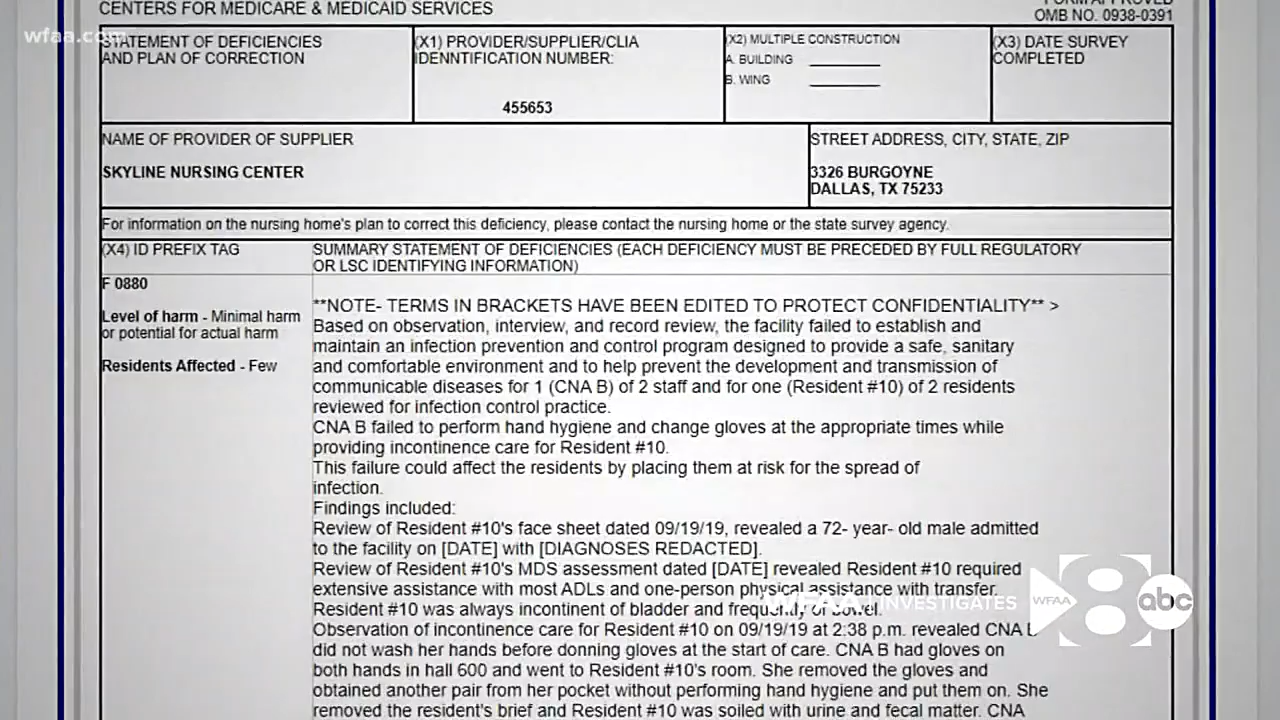 CENTERS FOR MEDICARE & MEDICAID SERVICES
FORM APPROVED
OMB NO. 0938-0391
wfaa.com
STATEMENT OF DEFICIENCIES
AND PLAN OF CORRECTION
(X1) PROVIDER/SUPPLIER/CLIA
IDENNTIFICATION NUMBER:
455653
(X2) MULTIPLE CONSTRUCTION
A. BUILDING
B. WING
(X3) DATE SURVEY
COMPLETED
NAME OF PROVIDER OF SUPPLIER
SKYLINE NURSING CENTER
STREET ADDRESS, CITY, STATE, ZIP
3326 BURGOYNE
DALLAS, TX 75233
For information on the nursing home's plan to correct this deficiency, please contact the nursing home or the state survey agency.
(X4) ID PREFIX TAG
SUMMARY STATEMENT OF DEFICIENCIES (EACH DEFICIENCY MUST BE PRECEDED BY FULL REGULATORY
OR LSC IDENTIFYING INFORMATION)
F 0880
Level of harm - Minimal harm
or potential for actual harm
Residents Affected - Few
**NOTE- TERMS IN BRACKETS HAVE BEEN EDITED TO PROTECT CONFIDENTIALITY** >
Based on observation, interview, and record review, the facility failed to establish and
maintain an infection prevention and control program designed to provide a safe, sanitary
and comfortable environment and to help prevent the development and transmission of
communicable diseases for 1 (CNA B) of 2 staff and for one (Resident #10) of 2 residents
reviewed for infection control practice.
CNA B failed to perform hand hygiene and change gloves at the appropriate times while
providing incontinence care for Resident #10.
This failure could affect the residents by placing them at risk for the spread of
infection.
Findings included:
Review of Resident #10's face sheet dated 09/19/19, revealed a 72- year- old male admitted
to the facility on [DATE] with [DIAGNOSES REDACTED].
Review of Resident #10's MDS assessment dated [DATE] revealed Resident #10 required
extensive assistance with most ADLs and one-person physical assistance with transfer.
Resident #10 was always incontinent of bladder and frequently of bowel.
Observation of incontinence care for Resident #10 on 09/19/19 at 2:38 p.m. revealed CNA B
did not wash her hands before donning gloves at the start of care. CNA B had gloves on
both hands in hall 600 and went to Resident #10's room. She removed the gloves and
obtained another pair from her pocket without performing hand hygiene and put them on. She
removed the resident's brief and Resident #10 was soiled with urine and fecal matter. CNA
WFAA INVESTIGATES
WFAA 8 abc